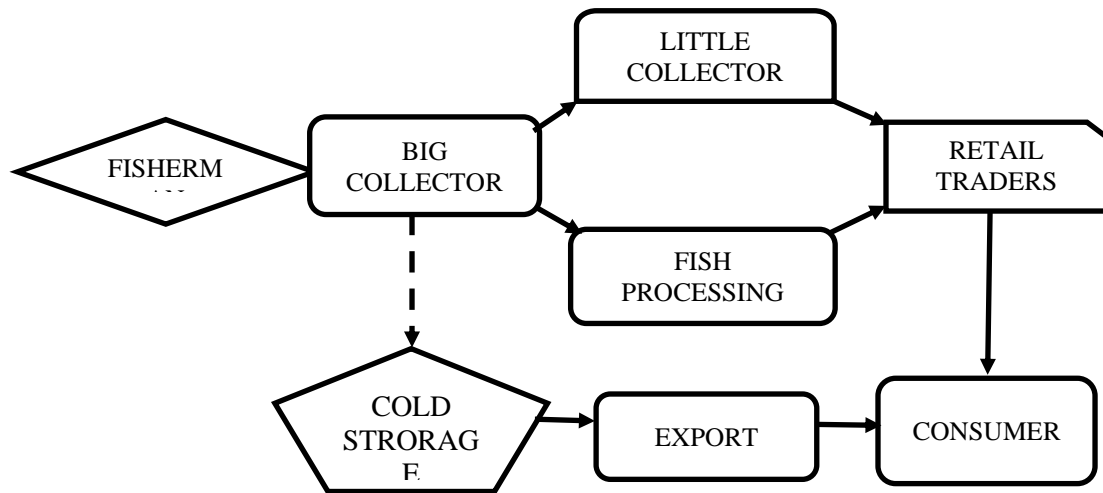 LITTLE
COLLECTOR
BIG
COLLECTOR
FISHERM
RETAIL
TRADERS
FISH
PROCESSING
COLD
STRORAG
E
EXPORT
CONSUMER